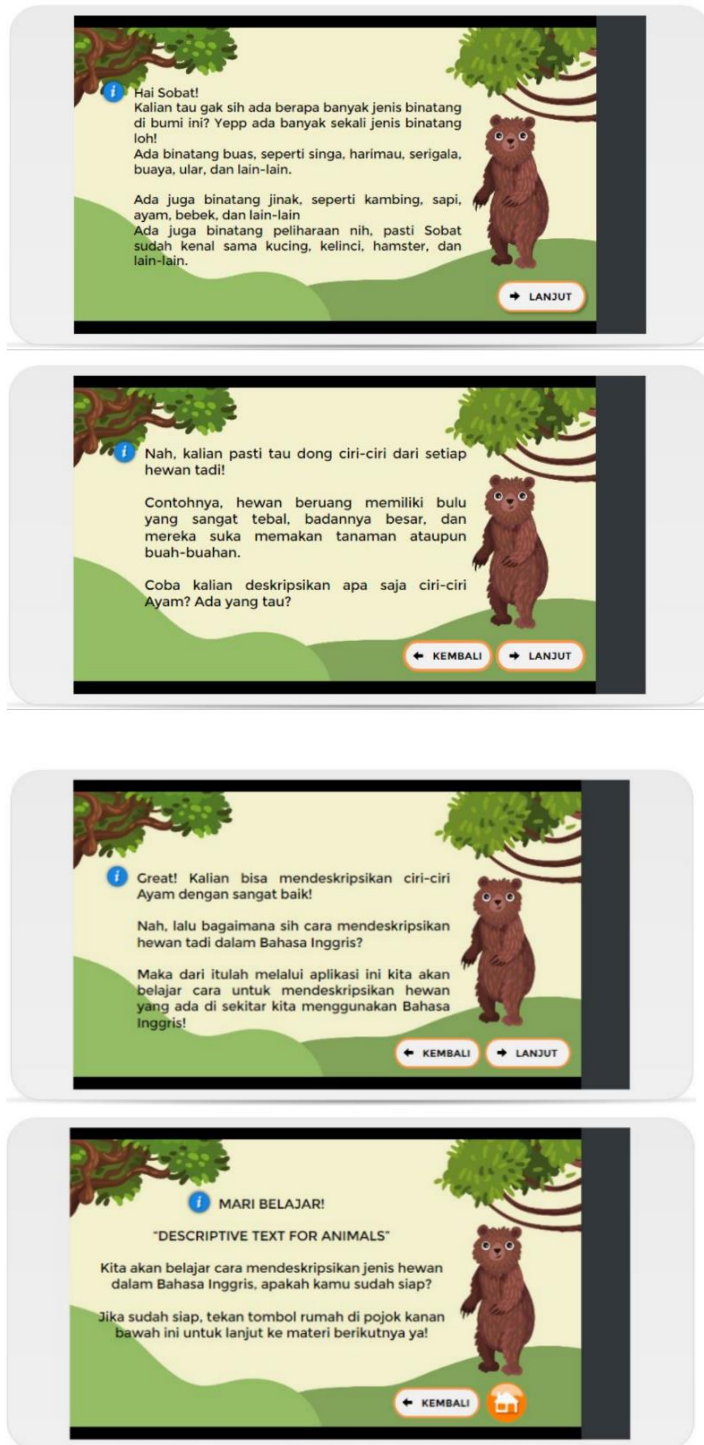 Hai Sobat!
Kalian tau gak sih ada berapa banyak jenis binatang
di bumi ini? Yepp ada banyak sekali jenis binatang
loh!
Ada binatang buas, seperti singa, harimau, serigala,
buaya, ular, dan lain-lain.
Ada juga binatang jinak, seperti kambing, sapi,
ayam, bebek, dan lain-lain
Ada juga binatang peliharaan nih, pasti Sobat
sudah kenal sama kucing, kelinci, hamster, dan
lain-lain.
LANJUT
Nah, kalian pasti tau dong ciri-ciri dari setiap
hewan tadi!
Contohnya, hewan beruang memiliki bulu
yang sangat tebal, badannya besar, dan
mereka suka memakan tanaman ataupun
buah-buahan.
Coba kalian deskripsikan apa saja ciri-ciri
Ayam? Ada yang tau?
KEMBALI LANJUT
Great! Kalian bisa mendeskripsikan ciri-ciri
Ayam dengan sangat baik!
Nah, lalu bagaimana sih cara mendeskripsikan
hewan tadi dalam Bahasa Inggris?
Maka dari itulah melalui aplikasi ini kita akan
belajar cara untuk mendeskripsikan hewan
yang ada di sekitar kita menggunakan Bahasa
Inggris!
KEMBALI LANJUT
MARI BELAJAR!
“DESCRIPTIVE TEXT FOR ANIMALS”
Kita akan belajar cara mendeskripsikan jenis hewan
dalam Bahasa Inggris, apakah kamu sudah siap?
Jika sudah siap, tekan tombol rumah di pojok kanan
bawah ini untuk lanjut ke materi berikutnya ya!
KEMBALI